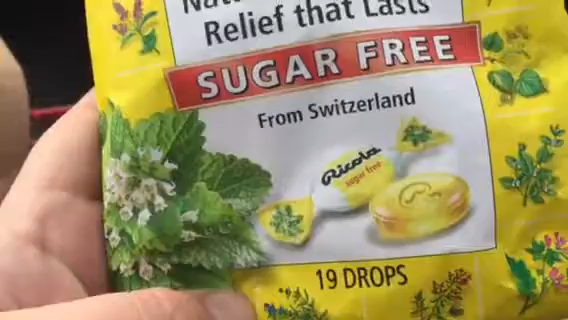 Relief that Lasts
SUGAR FREE
From Switzerland
Ricola
sugar free
19 DROPS